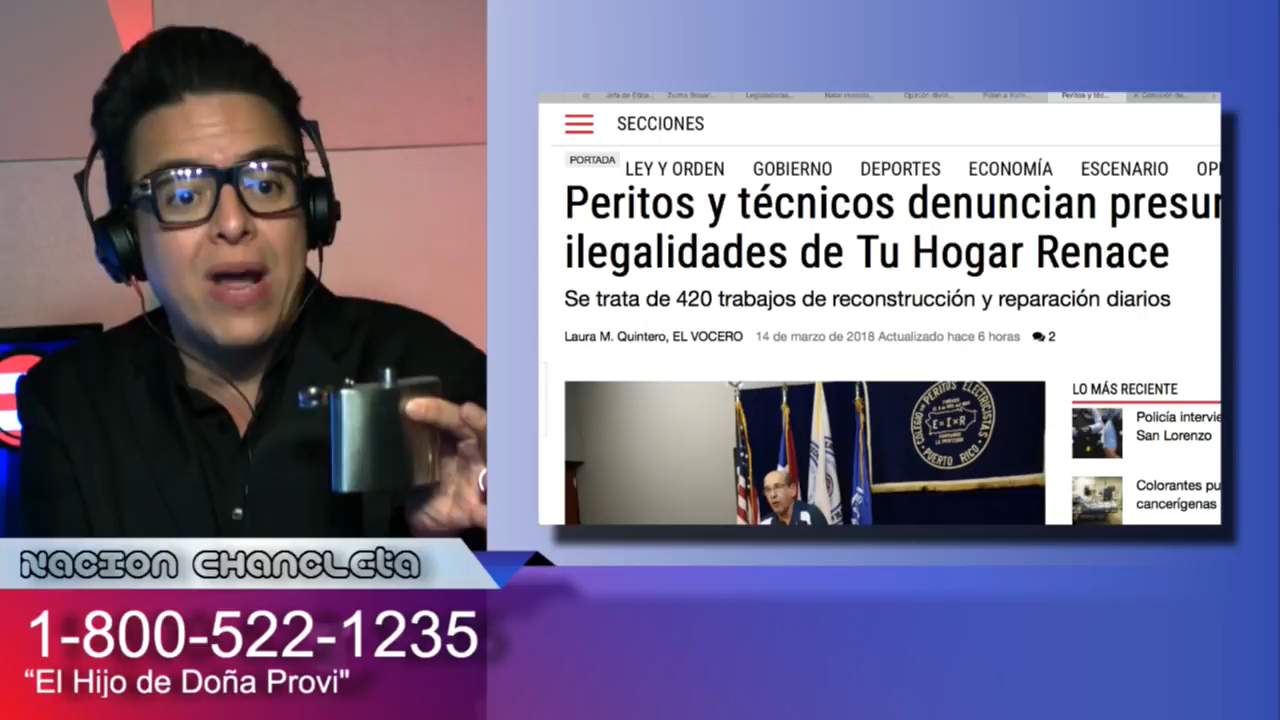 SECCIONES
PORTADA
LEY Y ORDEN GOBIERNO DEPORTES ECONOMÍA ESCENARIO
Peritos y técnicos denuncian
ilegalidades de Tu Hogar Renace
Se trata de 420 trabajos de reconstrucción y reparación diarios
Laura M. Quintero, EL VOCERO 14 de marzo de 2018 Actualizado hace 6 horas 2
COLEGIO DE PERITOS ELECTRICISTAS
E=I×R
PUERTO RICO
LO MÁS RECIENTE
Policía
San Lorenzo
Colorantes
cancerígenas
NACION CHANCLETA
1-800-522-1235
“El Hijo de Doña Provi"